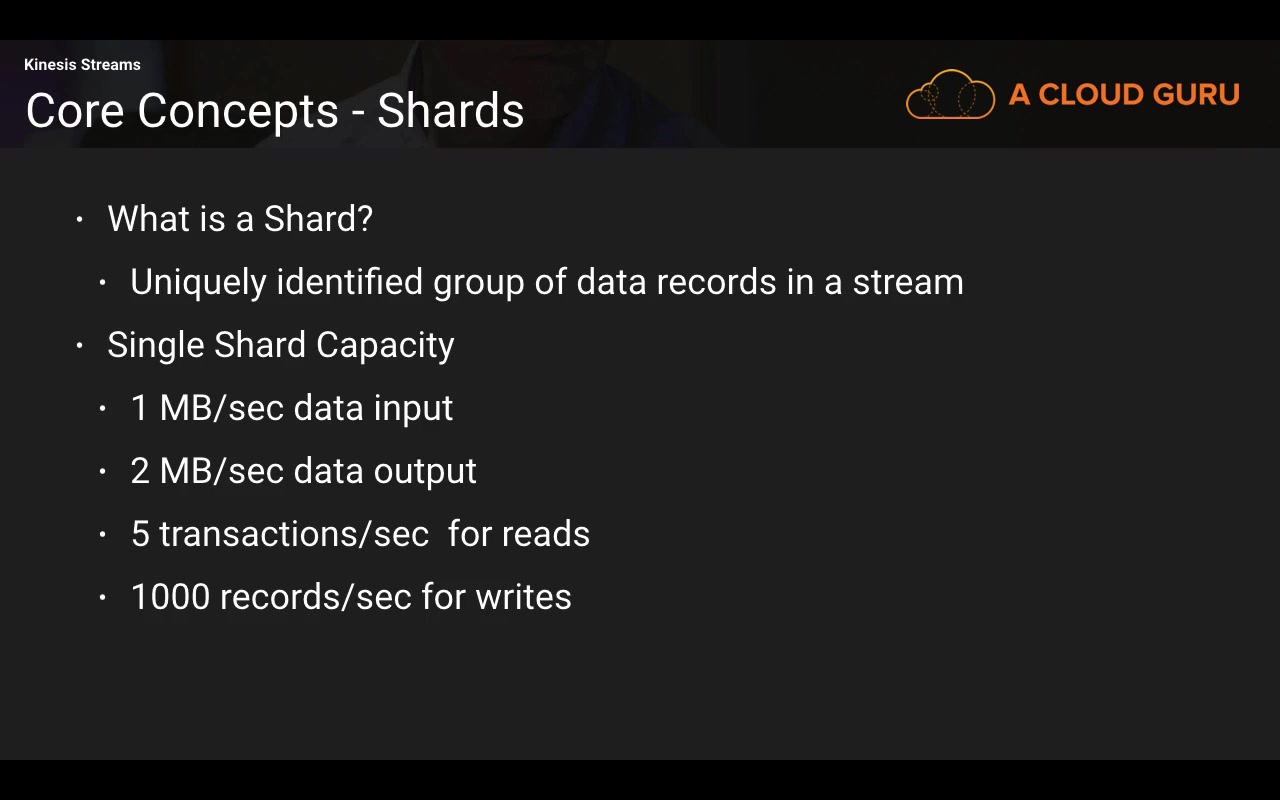 Kinesis Streams
Core Concepts - Shards
A CLOUD GURU
· What is a Shard?
· Uniquely identified group of data records in a stream
· Single Shard Capacity
· 1 MB/sec data input
· 2 MB/sec data output
· 5 transactions/sec  for reads
· 1000 records/sec for writes